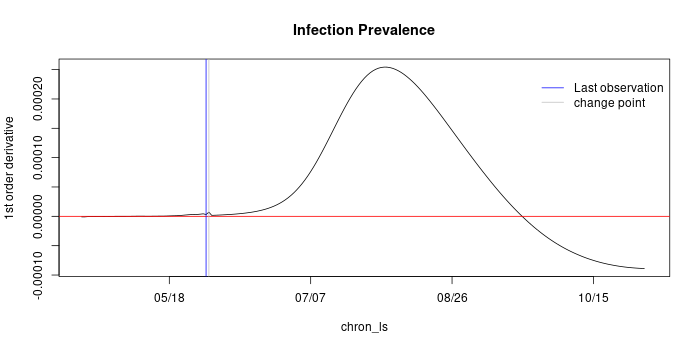 Infection Prevalence
1st order derivative
0.00020
0.00010
0.00000
-0.00010
Last observation
change point
05/18
07/07
08/26
10/15
chron_ls